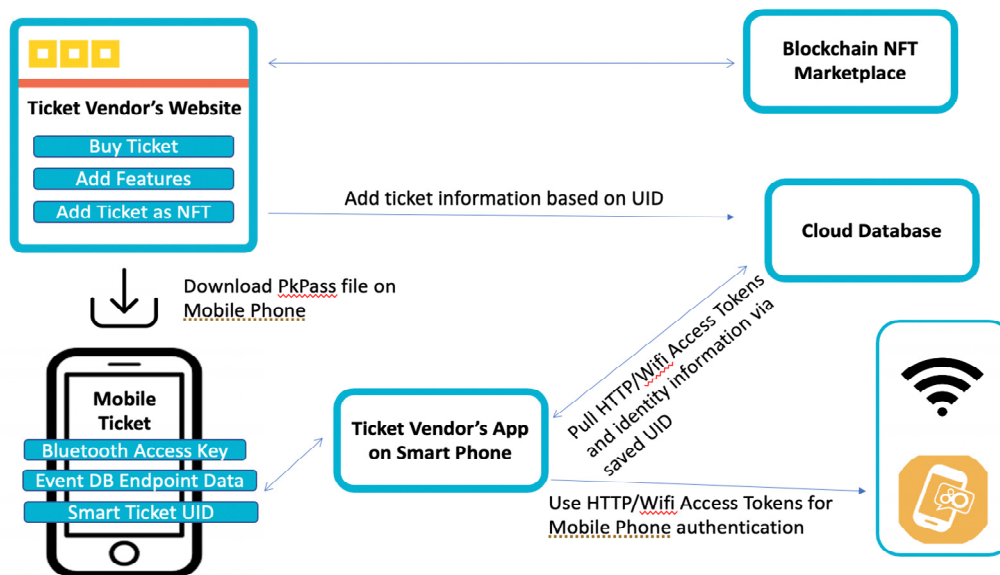 Ticket Vendor's Website
Buy Ticket
Add Features
Add Ticket as NFT
Blockchain NFT
Marketplace
Add ticket information based on UID
Cloud Database
Download PkPass file on
Mobile Phone
Mobile
Ticket
Bluetooth Access Key
Event DB Endpoint Data
Smart Ticket UID
Ticket Vendor's App
on Smart Phone
Pull HTTP/Wifi Access Tokens
and identity information via
saved UID
Use HTTP/Wifi Access Tokens for
Mobile Phone authentication